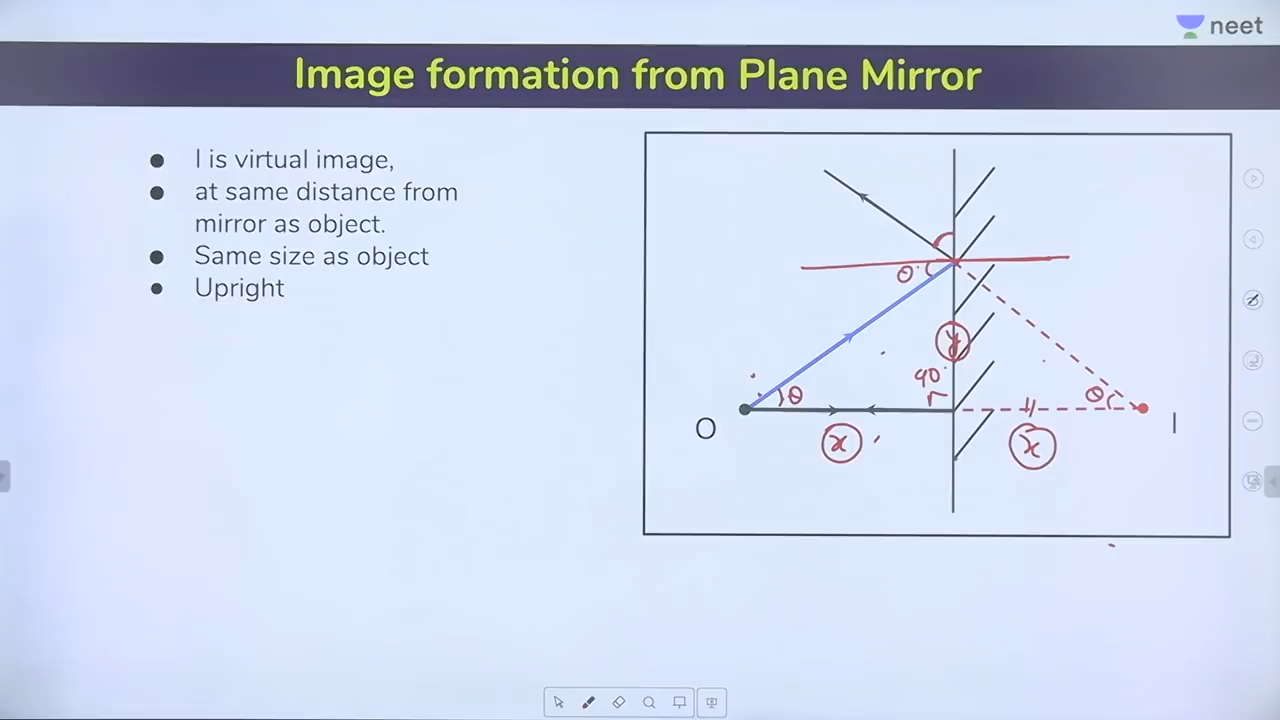 neet
Image formation from Plane Mirror
● I is virtual image,
● at same distance from
mirror as object.
● Same size as object
● Upright
θ
y
90°
θ
θ
O
I
x
x